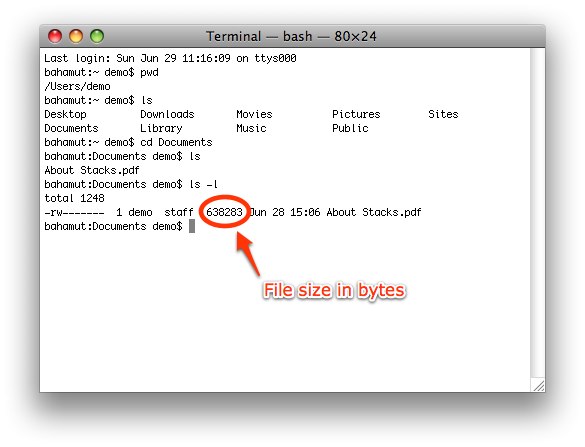 Terminal — bash — 80×24
Last login: Sun Jun 29 11:16:09 on ttys000
bahamut:~ demo$ pwd
/Users/demo
bahamut:~ demo$ ls
Desktop Downloads Movies Pictures Sites
Documents Library Music Public
bahamut:~ demo$ cd Documents
bahamut:Documents demo$ ls
About Stacks.pdf
bahamut:Documents demo$ ls -l
total 1248
-rw------- 1 demo staff 638283 Jun 28 15:06 About Stacks.pdf
bahamut:Documents demo$
File size in bytes